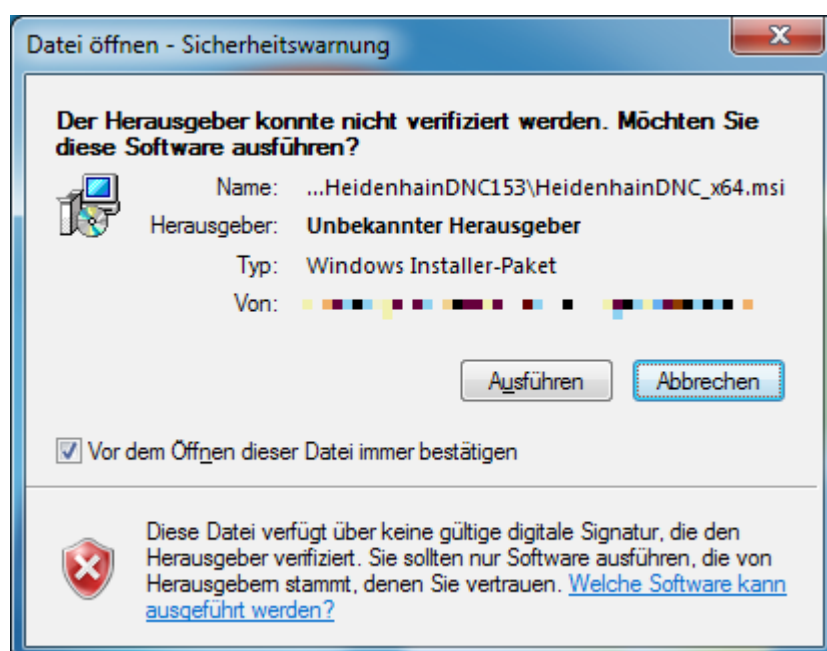 Datei öffnen - Sicherheitswarnung
Der Herausgeber konnte nicht verifiziert werden. Möchten Sie
diese Software ausführen?
Name: ...HeidenhainDNC153\HeidenhainDNC_x64.msi
Herausgeber: Unbekannter Herausgeber
Typ: Windows Installer-Paket
Von:
Ausführen Abbrechen
Vor dem Öffnen dieser Datei immer bestätigen
Diese Datei verfügt über keine gültige digitale Signatur, die den
Herausgeber verifiziert. Sie sollten nur Software ausführen, die von
Herausgebern stammt, denen Sie vertrauen. Welche Software kann
ausgeführt werden?